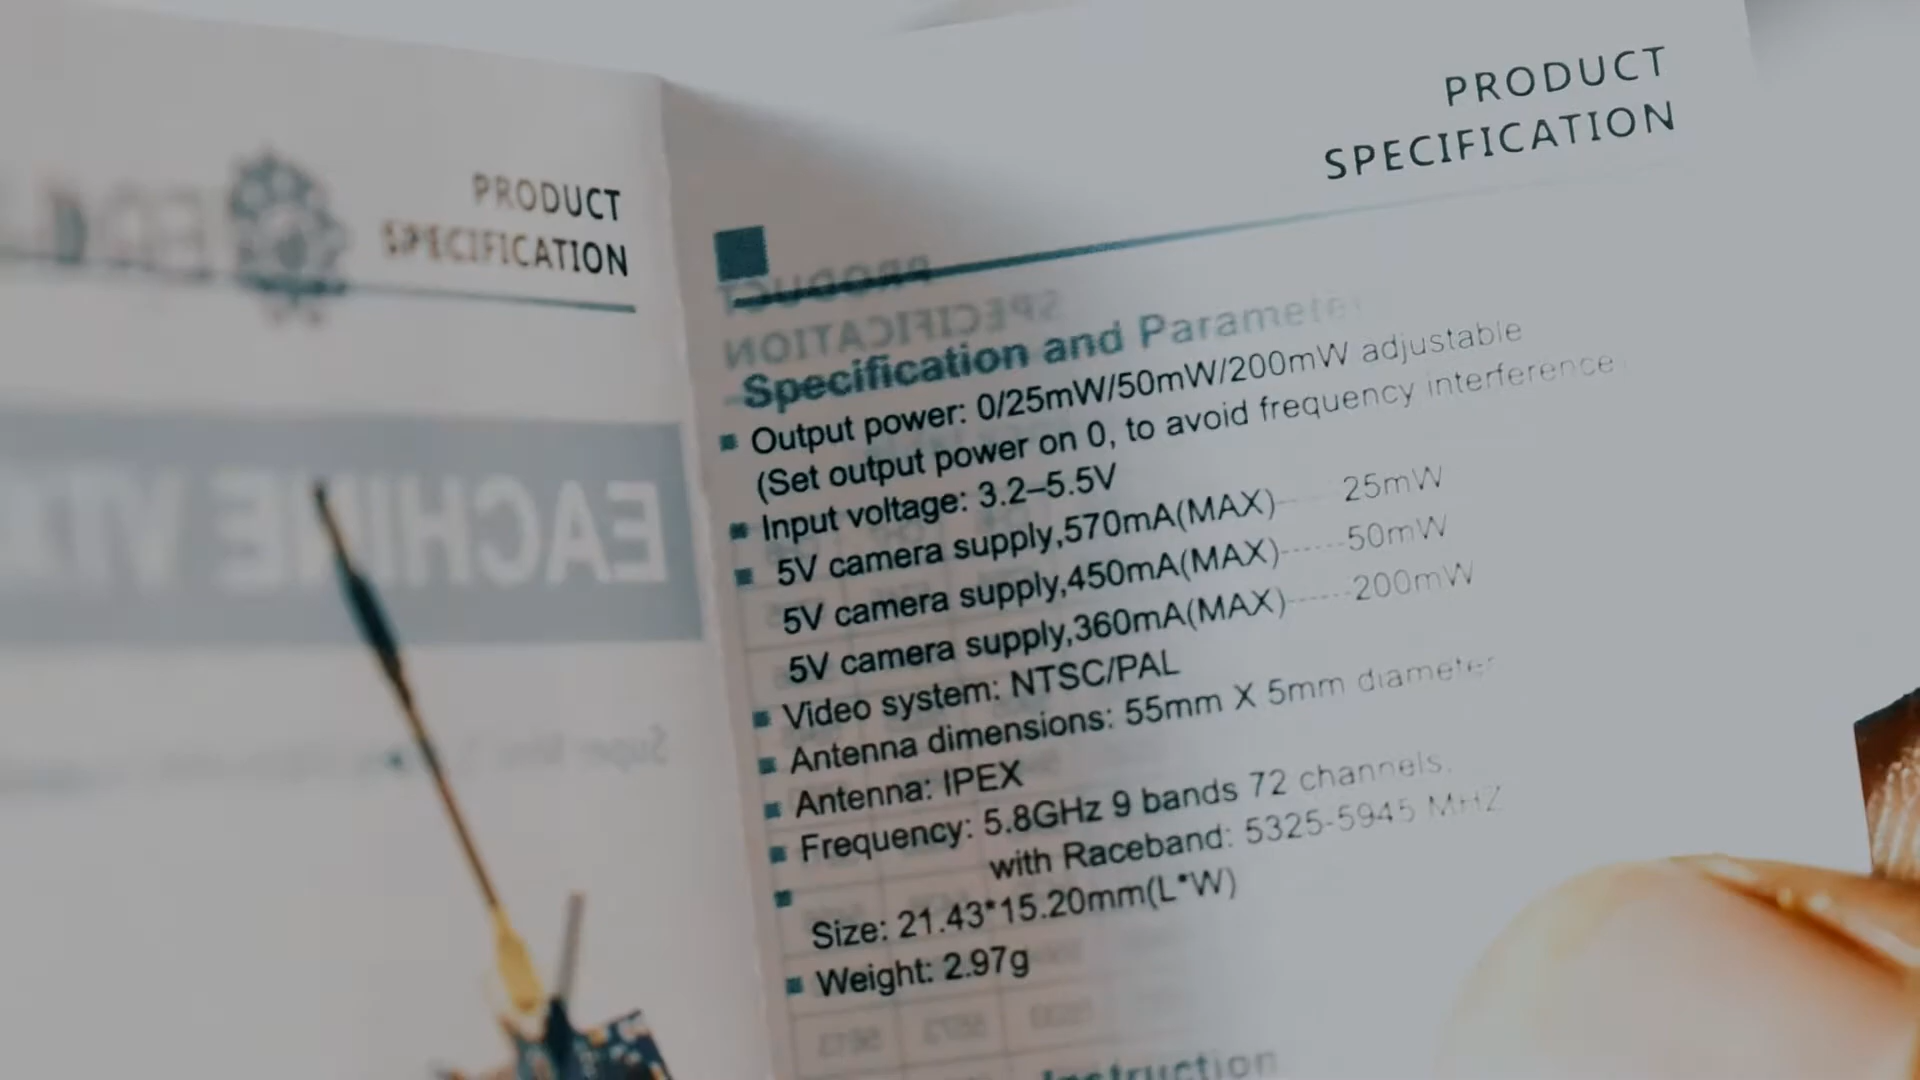 PRODUCT
SPECIFICATION
EACHINE
PRODUCT
SPECIFICATION
PRODUCT
SPECIFICATION
Specification and Paramete
Output power: 0/25mW/50mW/200mW adjustable
(Set output power on 0, to avoid frequency interference
Input voltage: 3.2–5.5V
5V camera supply,570mA(MAX)------25mW
5V camera supply,450mA(MAX)------50mW
5V camera supply,360mA(MAX)------200mW
Video system: NTSC/PAL
Antenna dimensions: 55mm X 5mm diameter
Antenna: IPEX
Frequency: 5.8GHz 9 bands 72 channels.
with Raceband: 5325-5945 MHZ
Size: 21.43*15.20mm(L*W)
Weight: 2.97g
Instruction